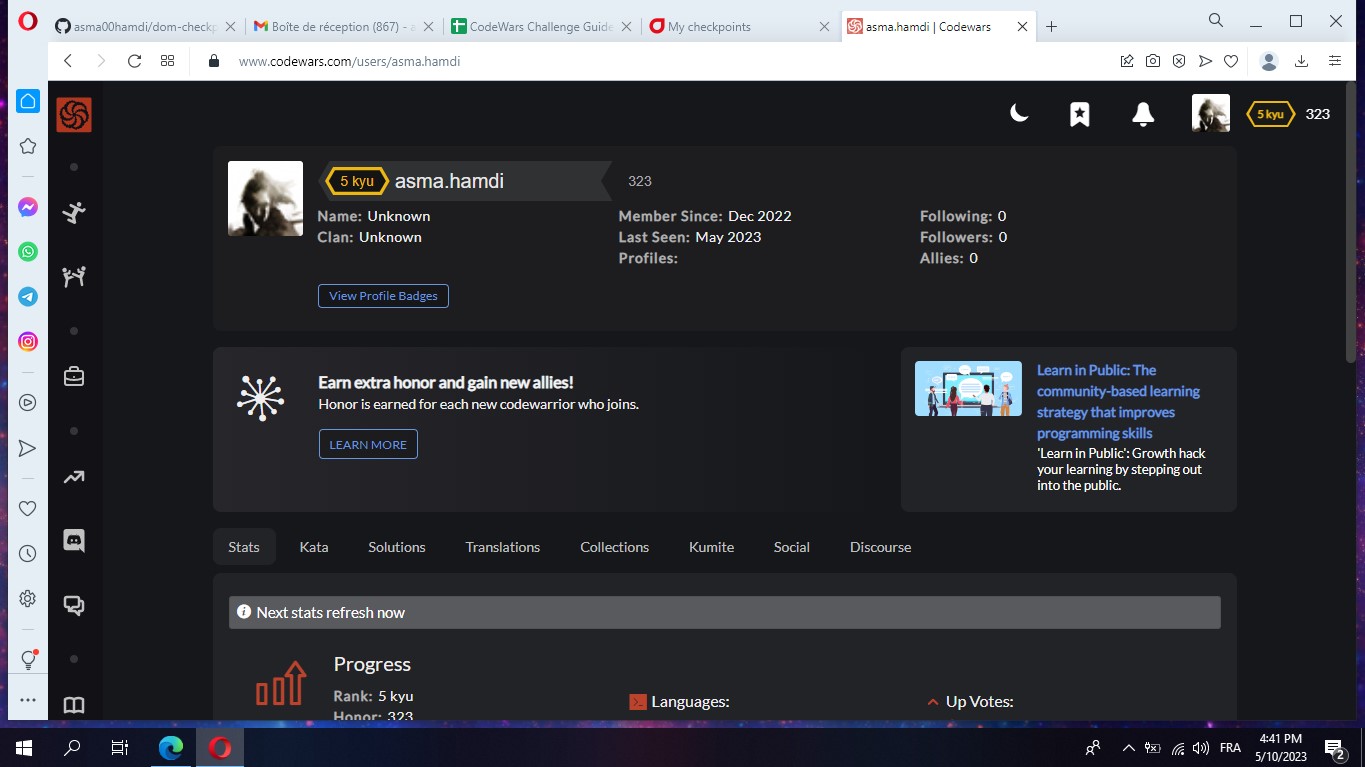 asma00hamdi/dom-checkp
Boîte de réception (867) - a
CodeWars Challenge Guide
My checkpoints
asma.hamdi | Codewars
www.codewars.com/users/asma.hamdi
5 kyu 323
5 kyu asma.hamdi 323
Name: Unknown Member Since: Dec 2022 Following: 0
Clan: Unknown Last Seen: May 2023 Followers: 0
Profiles: Allies: 0
View Profile Badges
Earn extra honor and gain new allies!
Honor is earned for each new codewarrior who joins.
LEARN MORE
Learn in Public: The
community-based learning
strategy that improves
programming skills
'Learn in Public': Growth hack
your learning by stepping out
into the public.
Stats Kata Solutions Translations Collections Kumite Social Discourse
Next stats refresh now
Progress
Rank: 5 kyu
Honor: 323
Languages:
Up Votes:
FRA
4:41 PM
5/10/2023
2